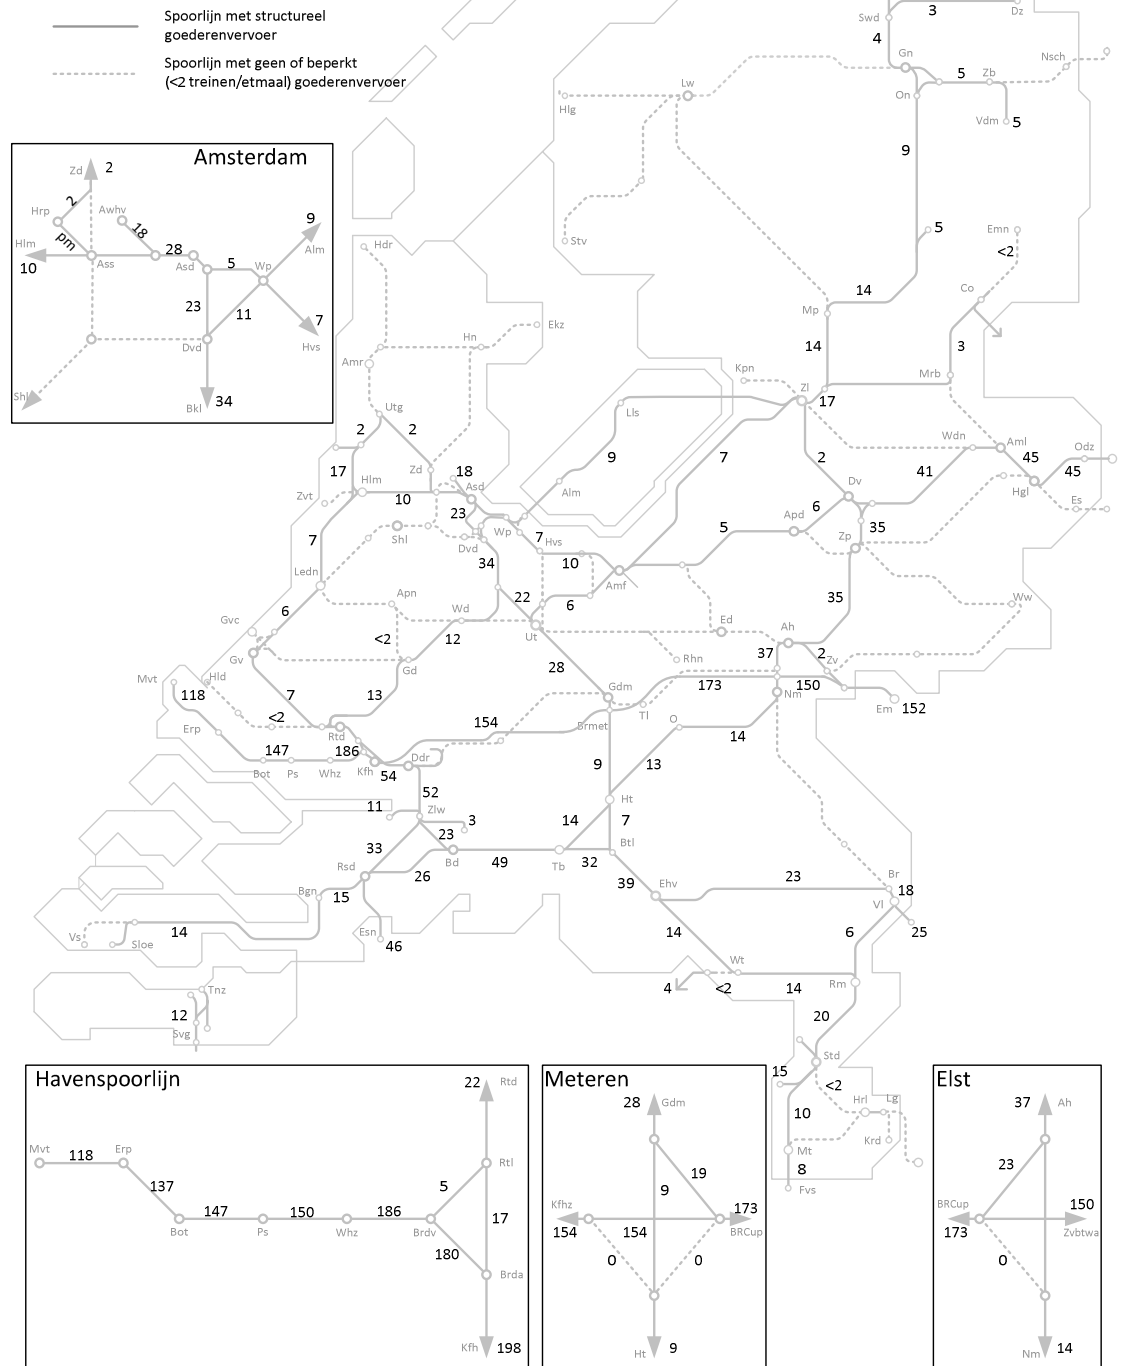 Spoorlijn met structureel
goederenvervoer
Spoorlijn met geen of beperkt
(<2 treinen/etmaal) goederenvervoer
3
Dz
Swd
4
Gn
Nsch
5
Zb
On
Vdm
5
Lw
Hlg
9
Stv
5
Emn
<2
Co
14
Mp
14
3
Mrb
Kpn
Zl
17
Amsterdam
Zd
2
2
Hrp
Awhv
18
pm
Hlm
10
Ass
28
Asd
5
Wp
9
Alm
23
11
7
Hvs
Dvd
Shl
Bkl
34
Hdr
Ekz
Hn
Amr
Utg
2
2
17
Zd
Hlm
10
18
Asd
Zvt
23
7
Shl
Dvd
34
Wp
7
Hvs
10
Alm
9
Lls
7
2
Wdn
Aml
45
Odz
45
Hgl
Es
41
Dv
6
Apd
5
35
Zp
35
Ww
Amf
6
22
Ut
Ledn
Apn
Wd
12
6
<2
Gvc
Gv
Gd
13
7
28
Ed
Rhn
Ah
37
2
Zv
150
Em
152
Nm
173
Gdm
Tl
Brmet
O
14
13
Mvt
118
Hld
<2
Erp
147
Bot
Ps
Whz
186
Rtd
Kfh
54
Ddr
154
52
9
Ht
11
Zlw
3
23
Bd
49
14
Tb
7
Btl
32
33
Rsd
26
39
Ehv
23
Br
18
Vl
25
Bgn
15
Vs
Sloe
14
Esn
46
14
Wt
4
<2
14
6
Rm
20
Tnz
12
Svg
Std
15
<2
10
Hrl
Lg
Krd
Mt
8
Fvs
Havenspoorlijn
22
Rtd
Mvt
118
Erp
137
Bot
147
Ps
150
Whz
186
Brdv
5
Rtl
17
180
Brda
Kfh
198
Meteren
28
Gdm
19
9
Kfhz
154
154
173
BRCup
0
0
Ht
9
Elst
37
Ah
23
BRCup
173
150
Zvbtwa
0
Nm
14